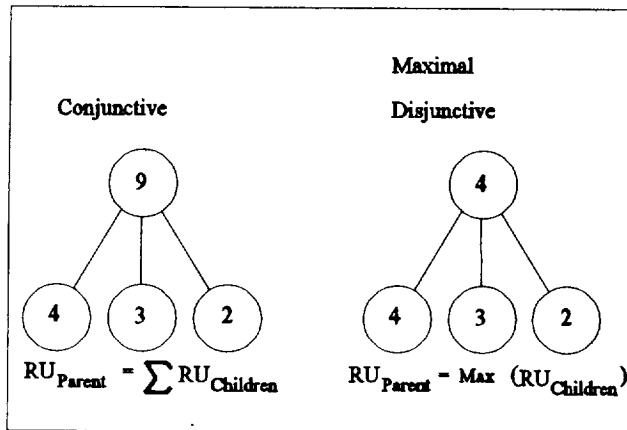 Conjunctive
9
4 3 2
RU_Parent = ∑ RU_Children
Maximal
Disjunctive
4
4 3 2
RU_Parent = Max (RU_Children)